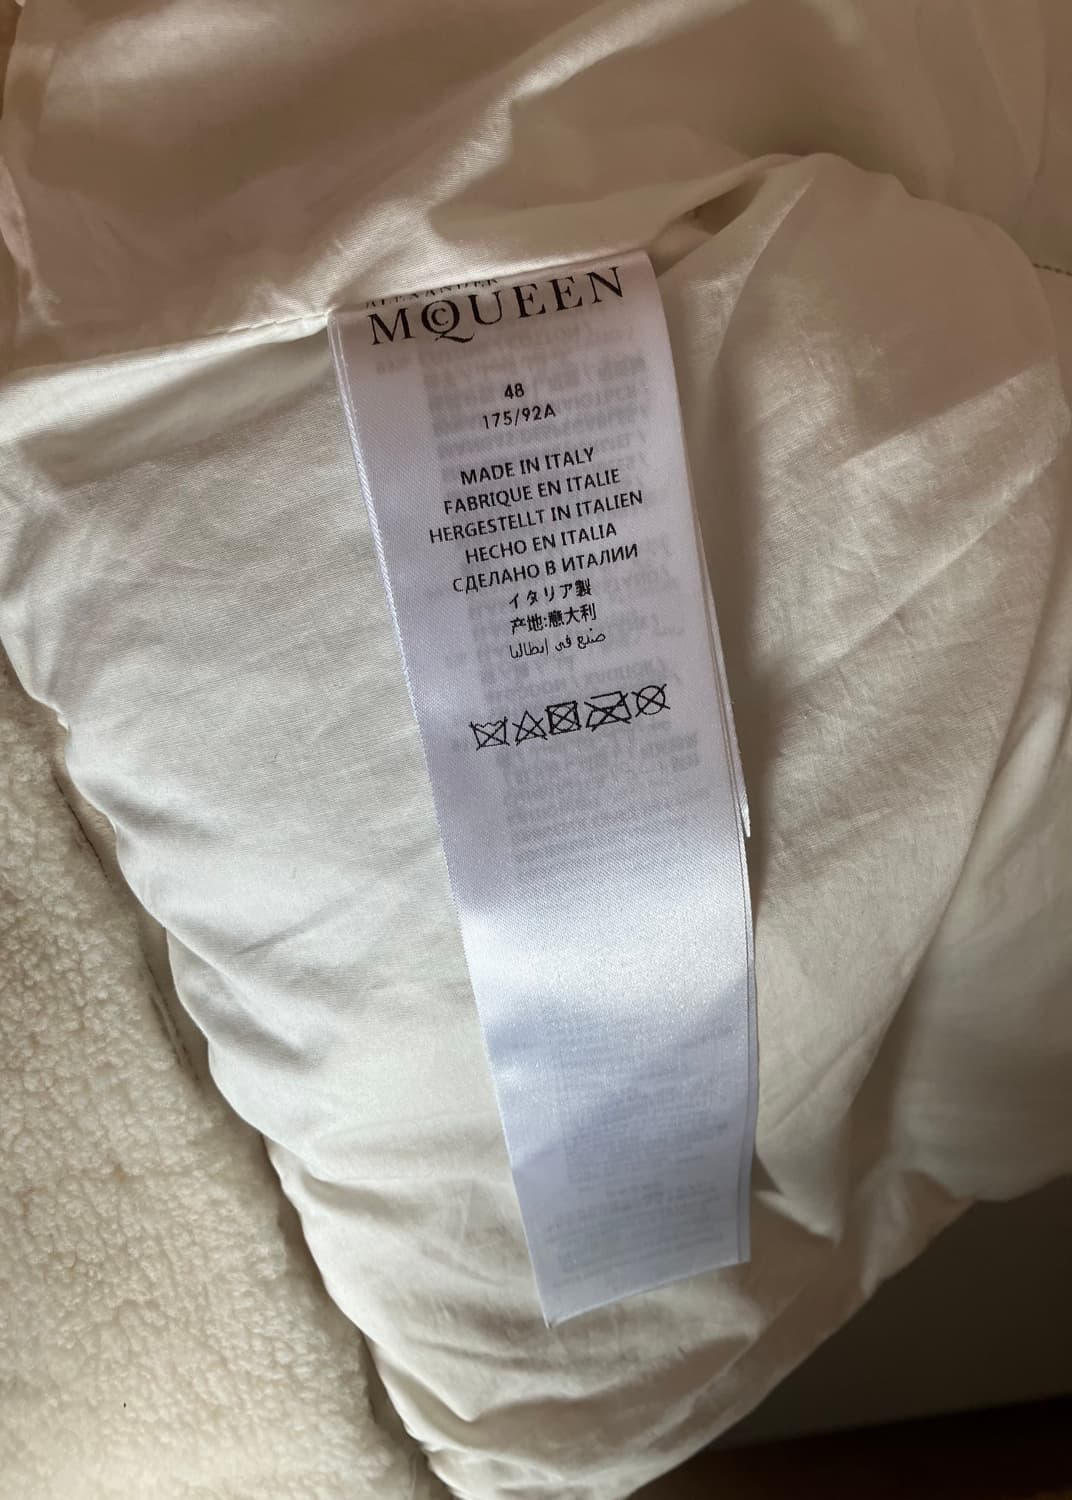 ALEXANDER
MCQUEEN
48
175/92A
MADE IN ITALY
FABRIQUE EN ITALIE
HERGESTELLT IN ITALIEN
HECHO EN ITALIA
СДЕЛАНО В ИТАЛИИ
イタリア製
产地:意大利
صنع في إيطاليا